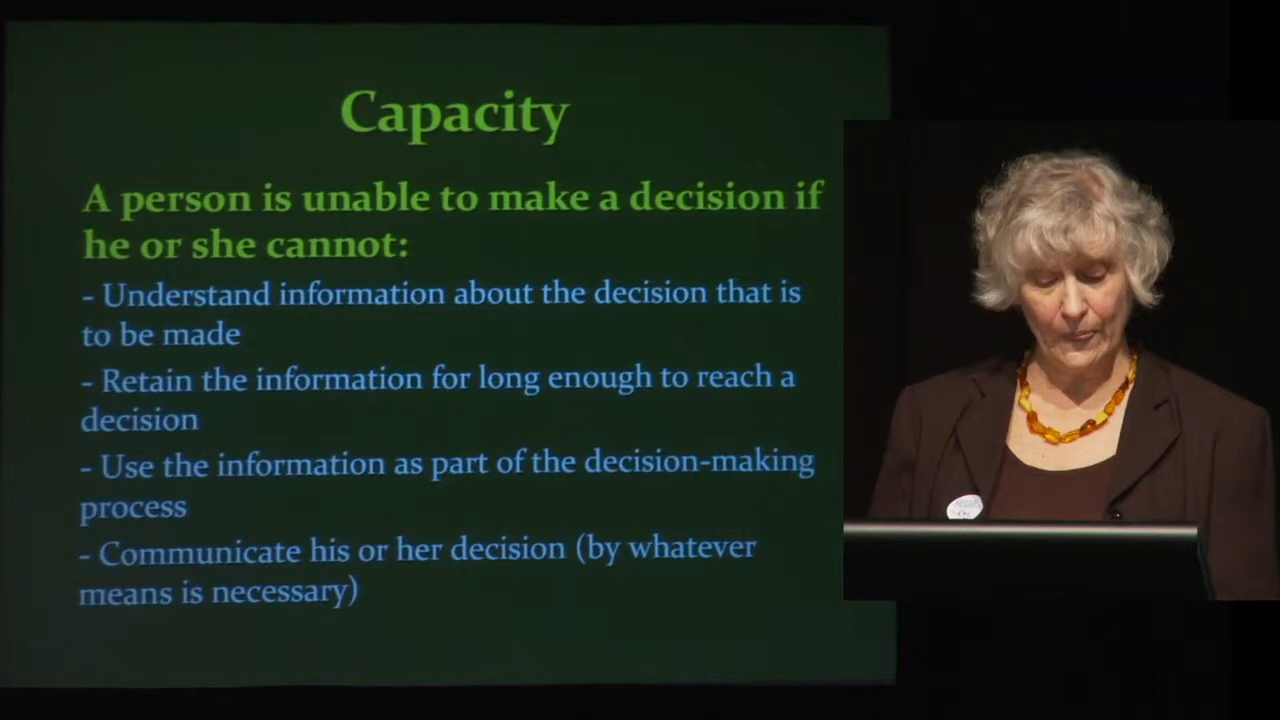 Capacity
A person is unable to make a decision if
he or she cannot:
- Understand information about the decision that is
to be made
- Retain the information for long enough to reach a
decision
- Use the information as part of the decision-making
process
- Communicate his or her decision (by whatever
means is necessary)